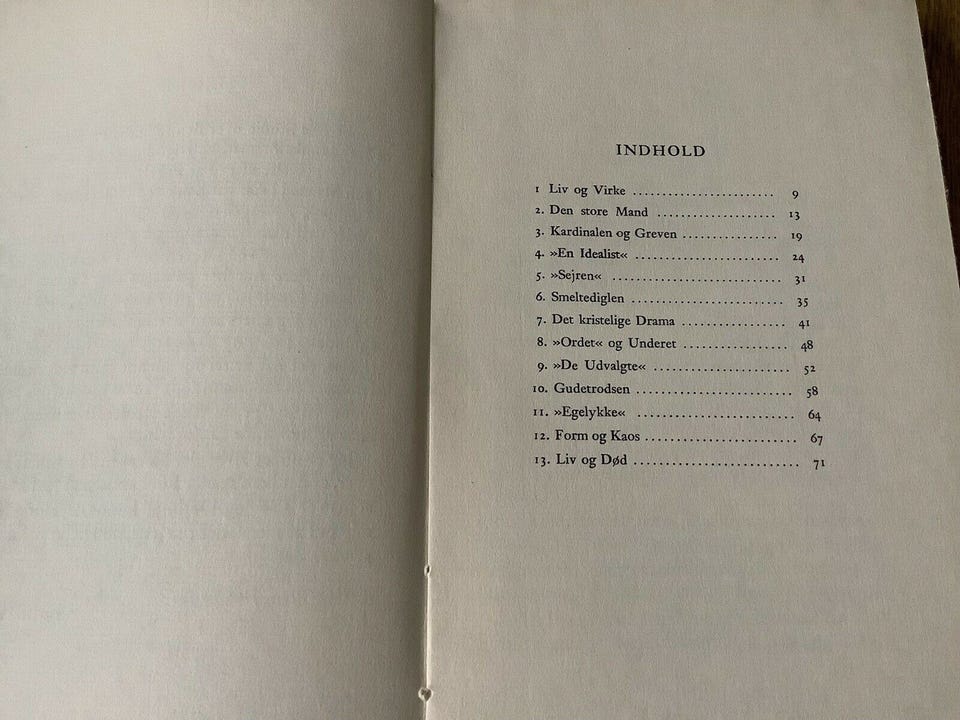 INDHOLD
1 Liv og Virke ...................... 9
2. Den store Mand .................. 13
3. Kardinalen og Greven ............... 19
4. »En Idealist« ...................... 24
5. »Sejren« .......................... 31
6. Smeltediglen ....................... 35
7. Det kristelige Drama ................ 41
8. »Ordet« og Underet ................ 48
9. »De Udvalgte« ..................... 52
10. Gudetrodsen ........................ 58
11. »Egelykke« ........................ 64
12. Form og Kaos ....................... 67
13. Liv og Død ......................... 71